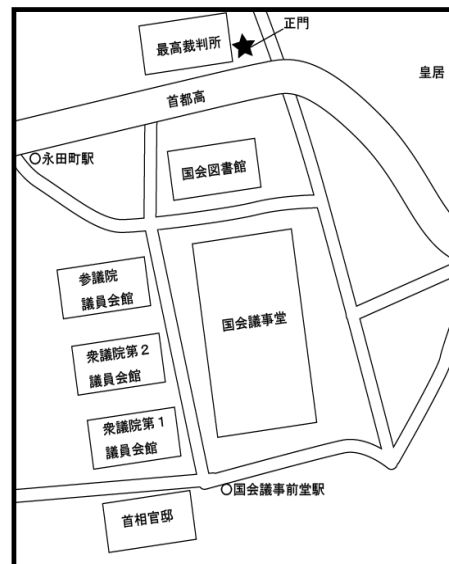 正門
最高裁判所
皇居
首都高
永田町駅
国会図書館
参議院
議員会館
国会議事堂
衆議院第2
議員会館
衆議院第1
議員会館
国会議事前堂駅
首相官邸